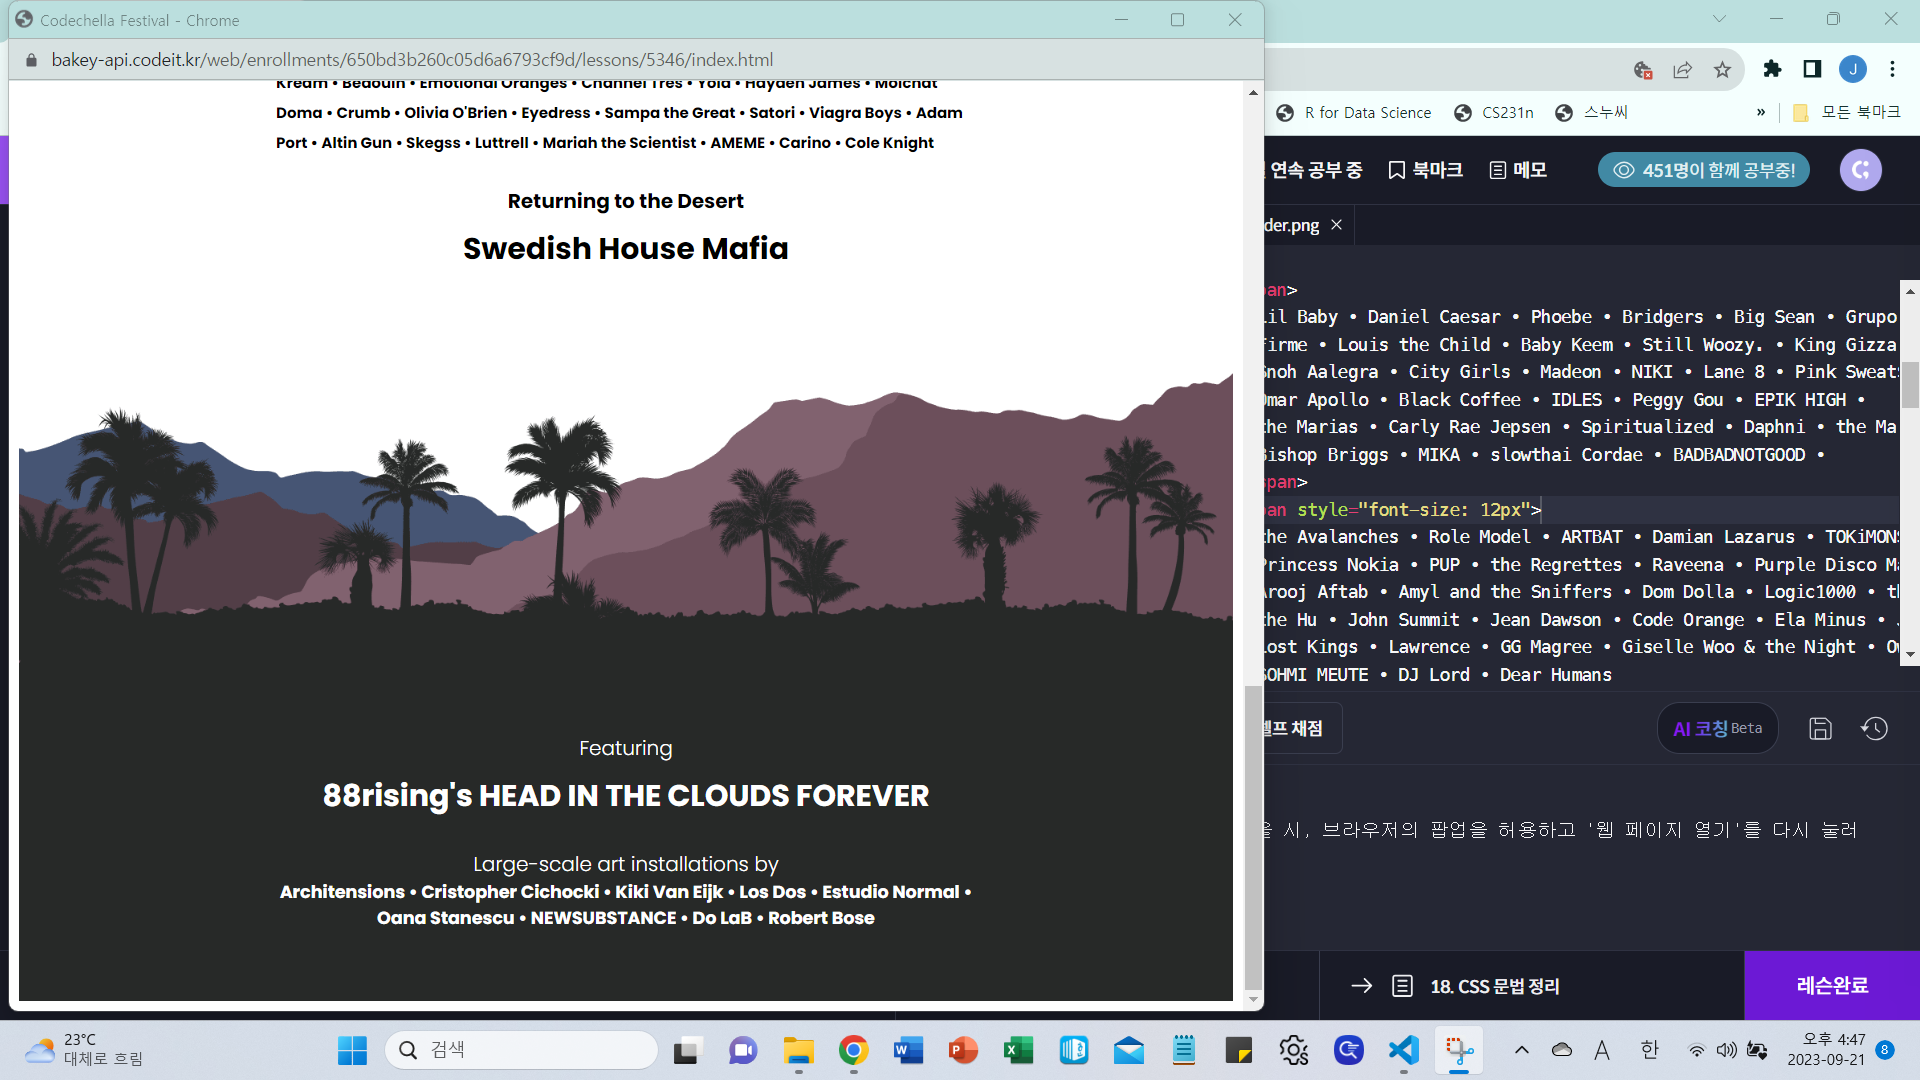 Codechella Festival - Chrome
bakey-api.codeit.kr/web/enrollments/650bd3b260c05d6a6793cf9d/lessons/5346/index.html
Kream • Bedouin • Emotional Oranges • Channel Tres • Yola • Hayden James • Molchat
Doma • Crumb • Olivia O'Brien • Eyedress • Sampa the Great • Satori • Viagra Boys • Adam
Port • Altin Gun • Skegss • Luttrell • Mariah the Scientist • AMEME • Carino • Cole Knight
Returning to the Desert
Swedish House Mafia
Featuring
88rising's HEAD IN THE CLOUDS FOREVER
Large-scale art installations by
Architensions • Cristopher Cichocki • Kiki Van Eijk • Los Dos • Estudio Normal •
Oana Stanescu • NEWSUBSTANCE • Do LaB • Robert Bose
J
R for Data Science
CS231n
스누씨
»
모든 북마크
연속 공부 중
북마크
메모
451명이 함께 공부중!
der.png
an>
il Baby • Daniel Caesar • Phoebe • Bridgers • Big Sean • Grupo
irme • Louis the Child • Baby Keem • Still Woozy. • King Gizza
noh Aalegra • City Girls • Madeon • NIKI • Lane 8 • Pink Sweat
mar Apollo • Black Coffee • IDLES • Peggy Gou • EPIK HIGH •
he Marias • Carly Rae Jepsen • Spiritualized • Daphni • the Ma
ishop Briggs • MIKA • slowthai Cordae • BADBADNOTGOOD •
span>
an style="font-size: 12px">
he Avalanches • Role Model • ARTBAT • Damian Lazarus • TOKiMONS
rincess Nokia • PUP • the Regrettes • Raveena • Purple Disco M
rooj Aftab • Amyl and the Sniffers • Dom Dolla • Logic1000 • t
he Hu • John Summit • Jean Dawson • Code Orange • Ela Minus •
ost Kings • Lawrence • GG Magree • Giselle Woo & the Night • O
SOHMI MEUTE • DJ Lord • Dear Humans
셀프 채점
AI 코칭 Beta
을 시, 브라우저의 팝업을 허용하고 '웹 페이지 열기'를 다시 눌러
18. CSS 문법 정리
레슨완료
23°C
대체로 흐림
검색
A
한
오후 4:47
2023-09-21
8